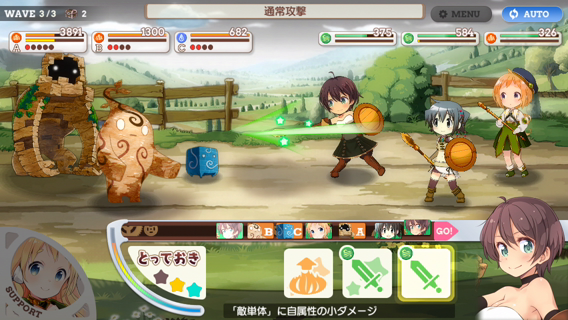 WAVE 3/3 2
通常攻撃
MENU
AUTO
3891
A
1300
B
682
C
375
584
326
B C A GO!
とっておき
SUPPORT
「敵単体」に自属性の小ダメージ